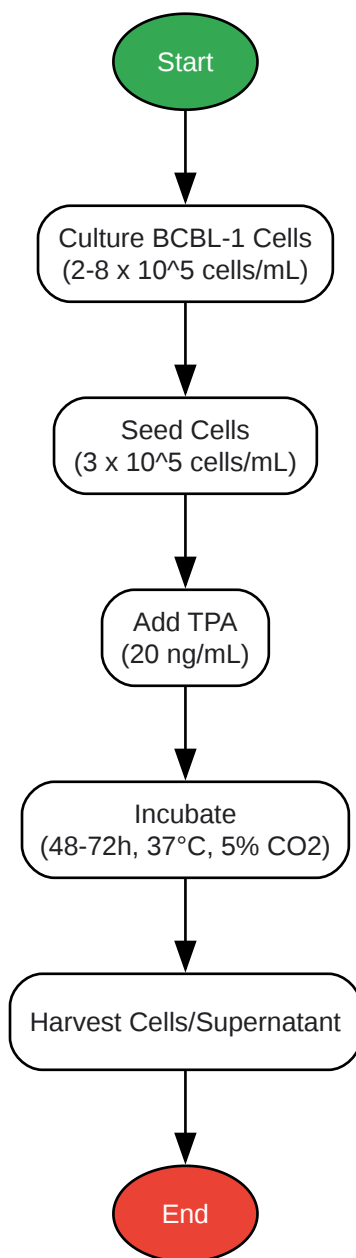 Start
Culture BCBL-1 Cells
(2-8 x 10^5 cells/mL)
Seed Cells
(3 x 10^5 cells/mL)
Add TPA
(20 ng/mL)
Incubate
(48-72h, 37°C, 5% CO2)
Harvest Cells/Supernatant
End